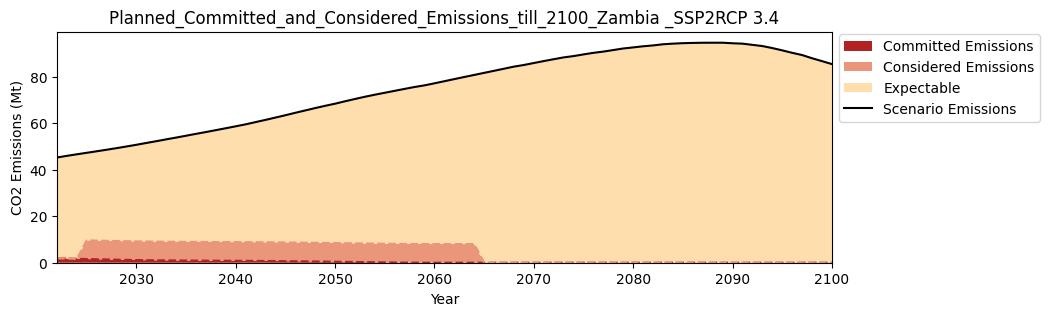 Planned_Committed_and_Considered_Emissions_till_2100_Zambia _SSP2RCP 3.4
CO2 Emissions (Mt)
80
60
40
20
0
2030 2040 2050 2060 2070 2080 2090 2100
Year
Committed Emissions
Considered Emissions
Expectable
Scenario Emissions